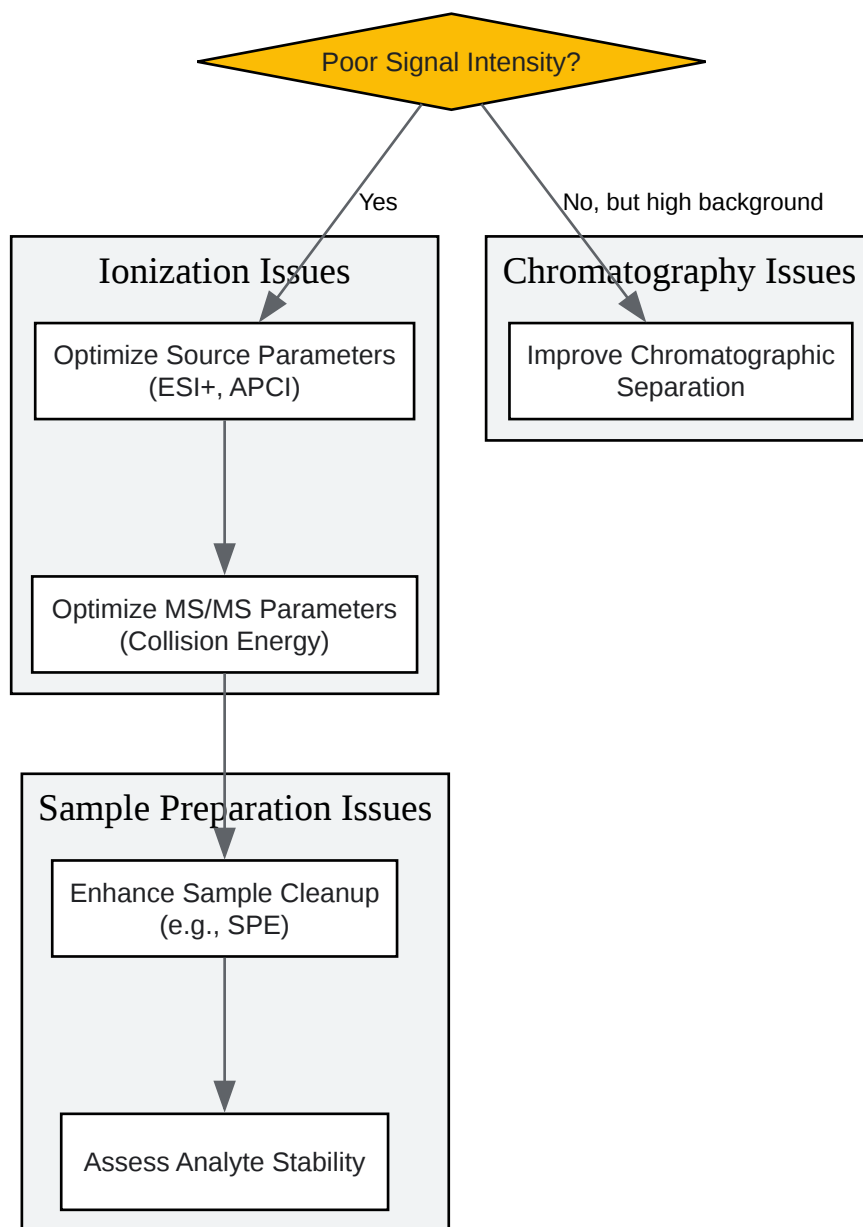 Poor Signal Intensity?
Yes
No, but high background
Ionization Issues
Chromatography Issues
Optimize Source Parameters
(ESI+, APCI)
Improve Chromatographic
Separation
Optimize MS/MS Parameters
(Collision Energy)
Sample Preparation Issues
Enhance Sample Cleanup
(e.g., SPE)
Assess Analyte Stability